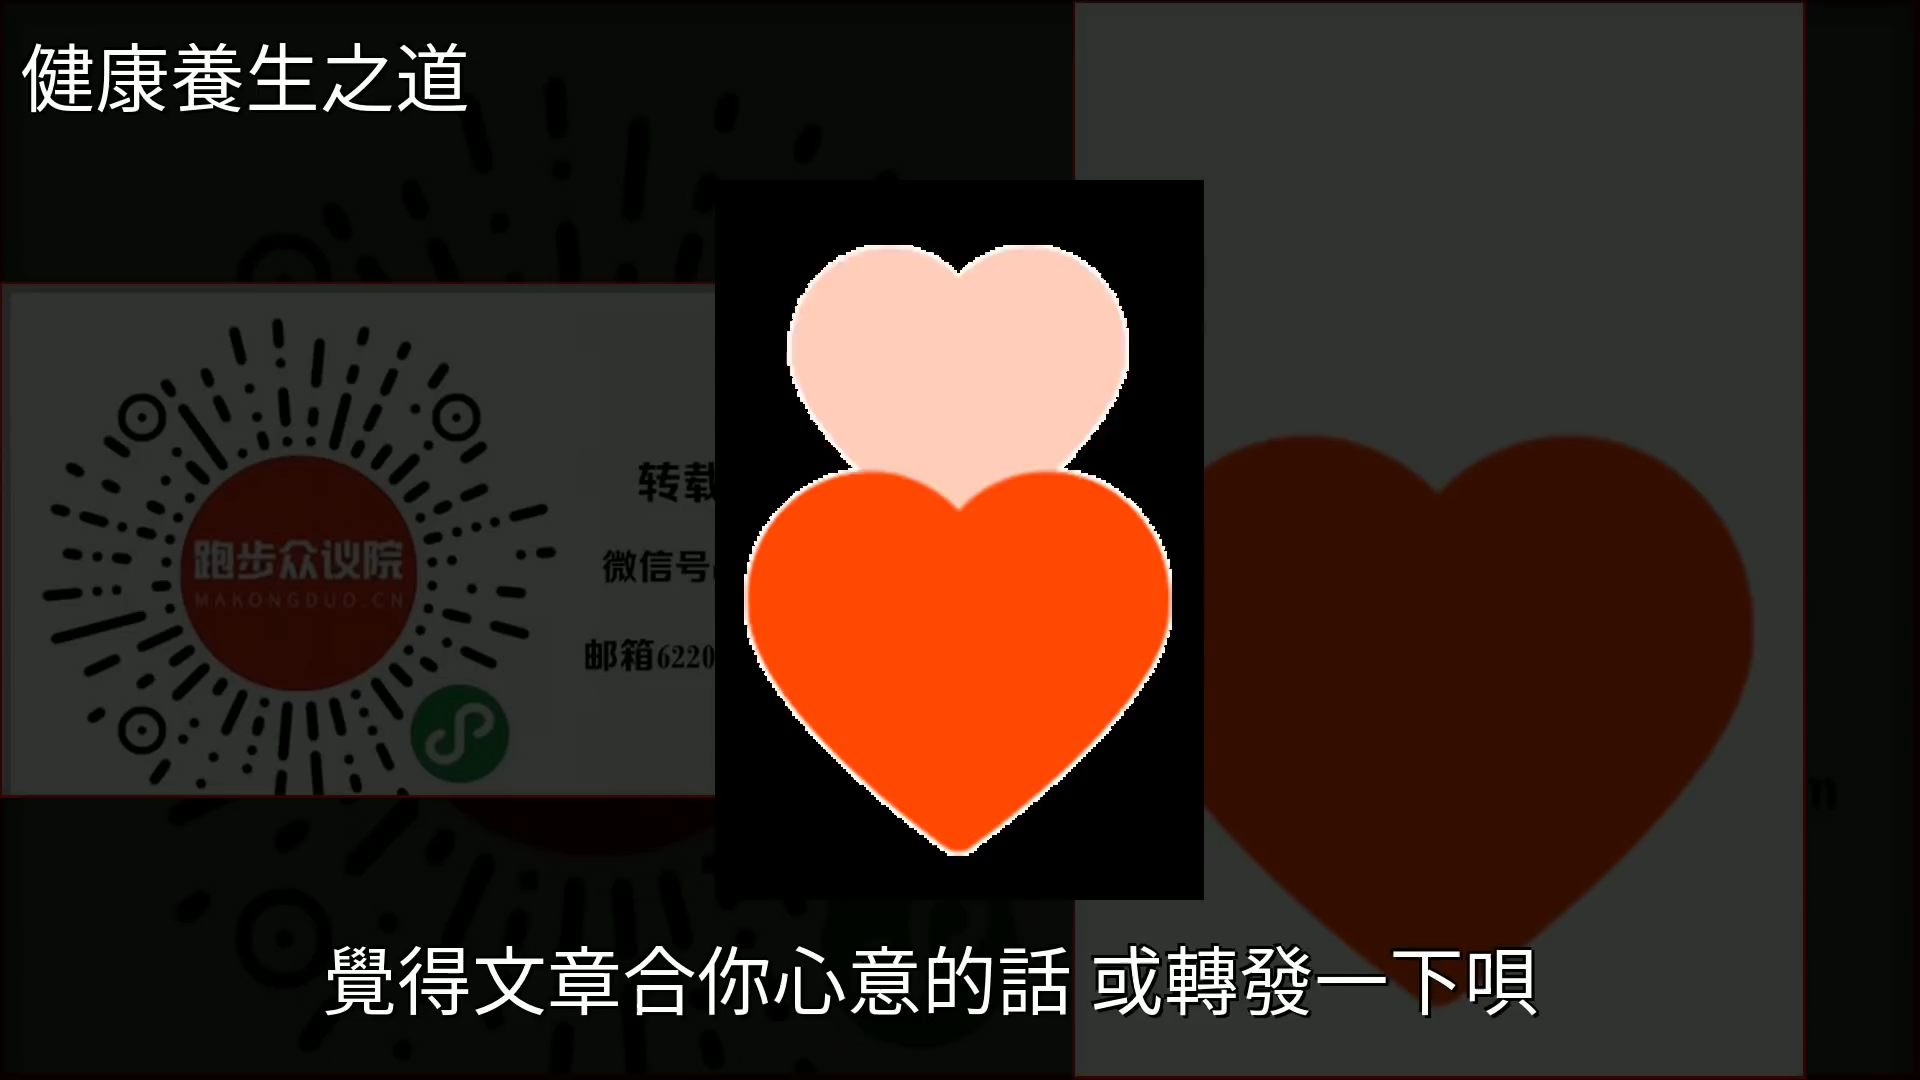 健康養生之道
转载
跑步众议院
MAKONGDUO.CN
微信号
邮箱6220
覺得文章合你心意的話 或轉發一下唄